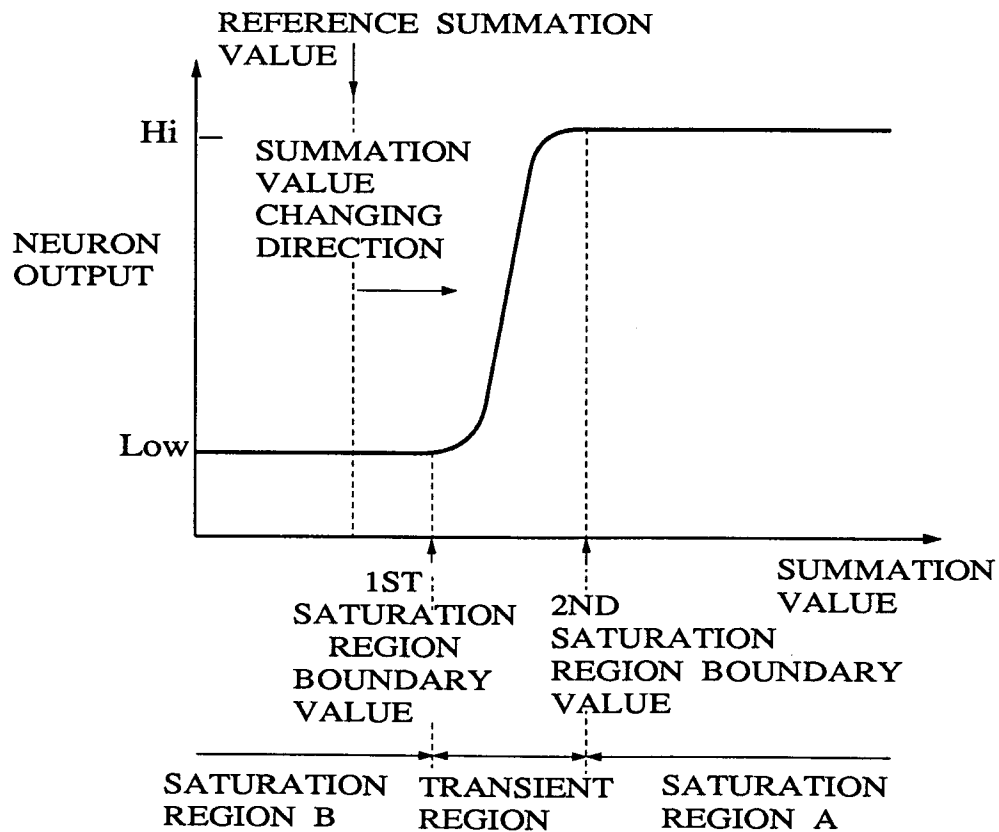 REFERENCE SUMMATION
VALUE
Hi
SUMMATION
VALUE
CHANGING
DIRECTION
NEURON
OUTPUT
Low
SUMMATION
VALUE
1ST
SATURATION
REGION
BOUNDARY
VALUE
2ND
SATURATION
REGION BOUNDARY
VALUE
SATURATION
REGION B
TRANSIENT
REGION
SATURATION
REGION A